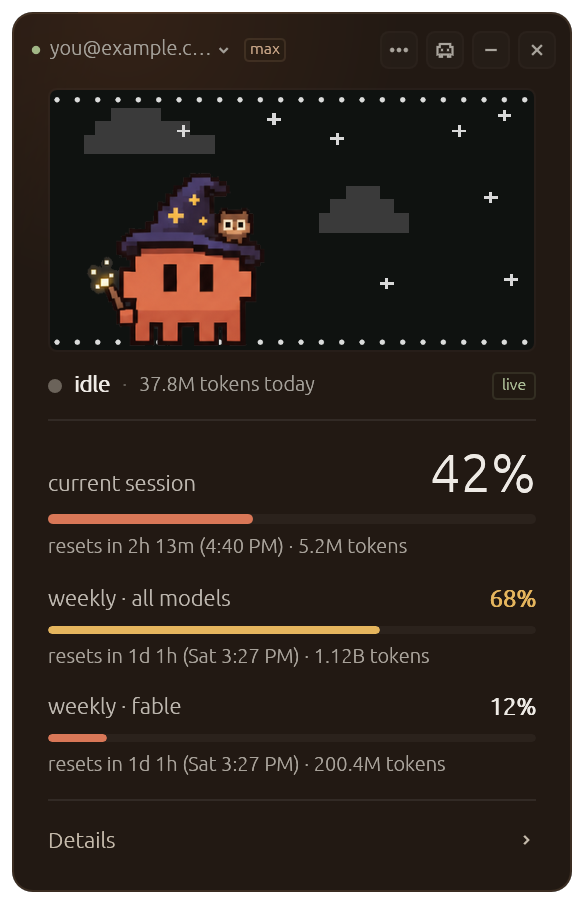 you@example.c...
max
idle · 37.8M tokens today
live
current session
42%
resets in 2h 13m (4:40 PM) · 5.2M tokens
weekly · all models
68%
resets in 1d 1h (Sat 3:27 PM) · 1.12B tokens
weekly · fable
12%
resets in 1d 1h (Sat 3:27 PM) · 200.4M tokens
Details